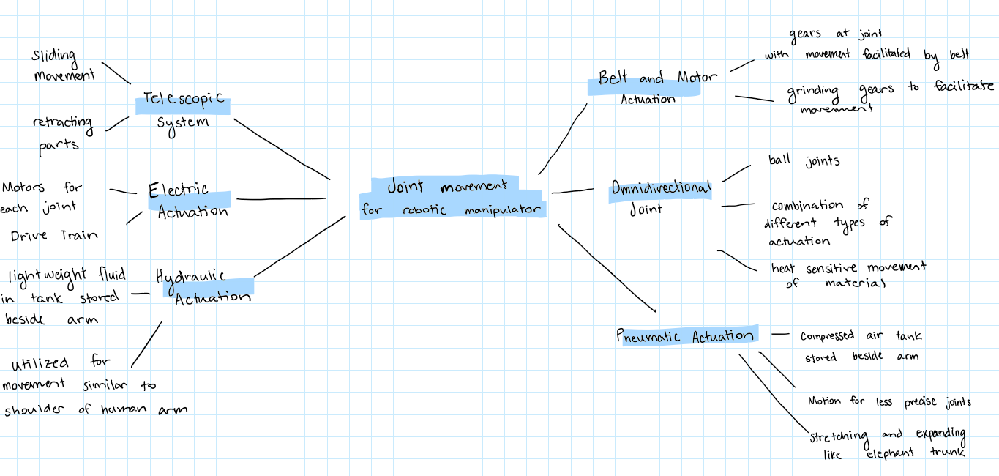 Joint movement
for robotic manipulator
Telescopic
System
sliding
movement
retracting
parts
Electric
Actuation
Motors for
each joint
Drive Train
Hydraulic
Actuation
lightweight fluid
in tank stored
beside arm
utilized for
movement similar to
shoulder of human arm
Belt and Motor
Actuation
gears at joint
with movement facilitated by belt
grinding gears to facilitate
movement
Omnidirectional
Joint
ball joints
combination of
different types of
actuation
heat sensitive movement
of material
Pneumatic Actuation
Compressed air tank
stored beside arm
Motion for less precise joints
stretching and expanding
like elephant trunk